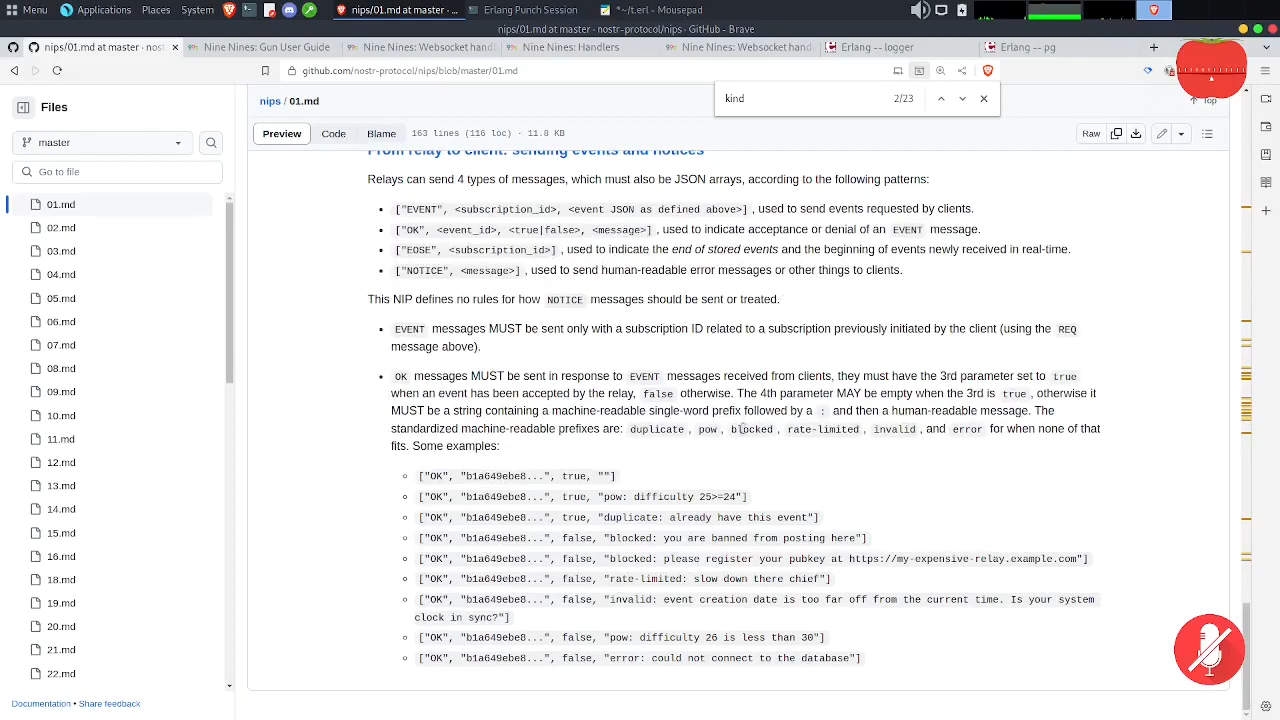 Menu Applications Places System nips/01.md at master - nostr-protocol/... Erlang Punch Session *~/t.erl - Mousepad
nips/01.md at master · nostr-protocol/nips · GitHub - Brave
nips/01.md at master · nost Nine Nines: Gun User Guide Nine Nines: Websocket hand Nine Nines: Handlers Nine Nines: Websocket hand Erlang -- logger Erlang -- pg
github.com/nostr-protocol/nips/blob/master/01.md
kind 2/23
Files
nips / 01.md
Top
master
Preview Code Blame 163 lines (116 loc) · 11.8 KB
Raw
Go to file
From relay to client: sending events and notices
Relays can send 4 types of messages, which must also be JSON arrays, according to the following patterns:
• ["EVENT", <subscription_id>, <event JSON as defined above>] , used to send events requested by clients.
• ["OK", <event_id>, <true|false>, <message>] , used to indicate acceptance or denial of an EVENT message.
• ["EOSE", <subscription_id>] , used to indicate the end of stored events and the beginning of events newly received in real-time.
• ["NOTICE", <message>] , used to send human-readable error messages or other things to clients.
This NIP defines no rules for how NOTICE messages should be sent or treated.
• EVENT messages MUST be sent only with a subscription ID related to a subscription previously initiated by the client (using the REQ
message above).
• OK messages MUST be sent in response to EVENT messages received from clients, they must have the 3rd parameter set to true
when an event has been accepted by the relay, false otherwise. The 4th parameter MAY be empty when the 3rd is true , otherwise it
MUST be a string containing a machine-readable single-word prefix followed by a : and then a human-readable message. The
standardized machine-readable prefixes are: duplicate , pow , blocked , rate-limited , invalid , and error for when none of that
fits. Some examples:
["OK", "b1a649ebe8...", true, ""]
["OK", "b1a649ebe8...", true, "pow: difficulty 25>=24"]
["OK", "b1a649ebe8...", true, "duplicate: already have this event"]
["OK", "b1a649ebe8...", false, "blocked: you are banned from posting here"]
["OK", "b1a649ebe8...", false, "blocked: please register your pubkey at https://my-expensive-relay.example.com"]
["OK", "b1a649ebe8...", false, "rate-limited: slow down there chief"]
["OK", "b1a649ebe8...", false, "invalid: event creation date is too far off from the current time. Is your system
clock in sync?"]
["OK", "b1a649ebe8...", false, "pow: difficulty 26 is less than 30"]
["OK", "b1a649ebe8...", false, "error: could not connect to the database"]
01.md
02.md
03.md
04.md
05.md
06.md
07.md
08.md
09.md
10.md
11.md
12.md
13.md
14.md
15.md
16.md
18.md
19.md
20.md
21.md
22.md
Documentation • Share feedback